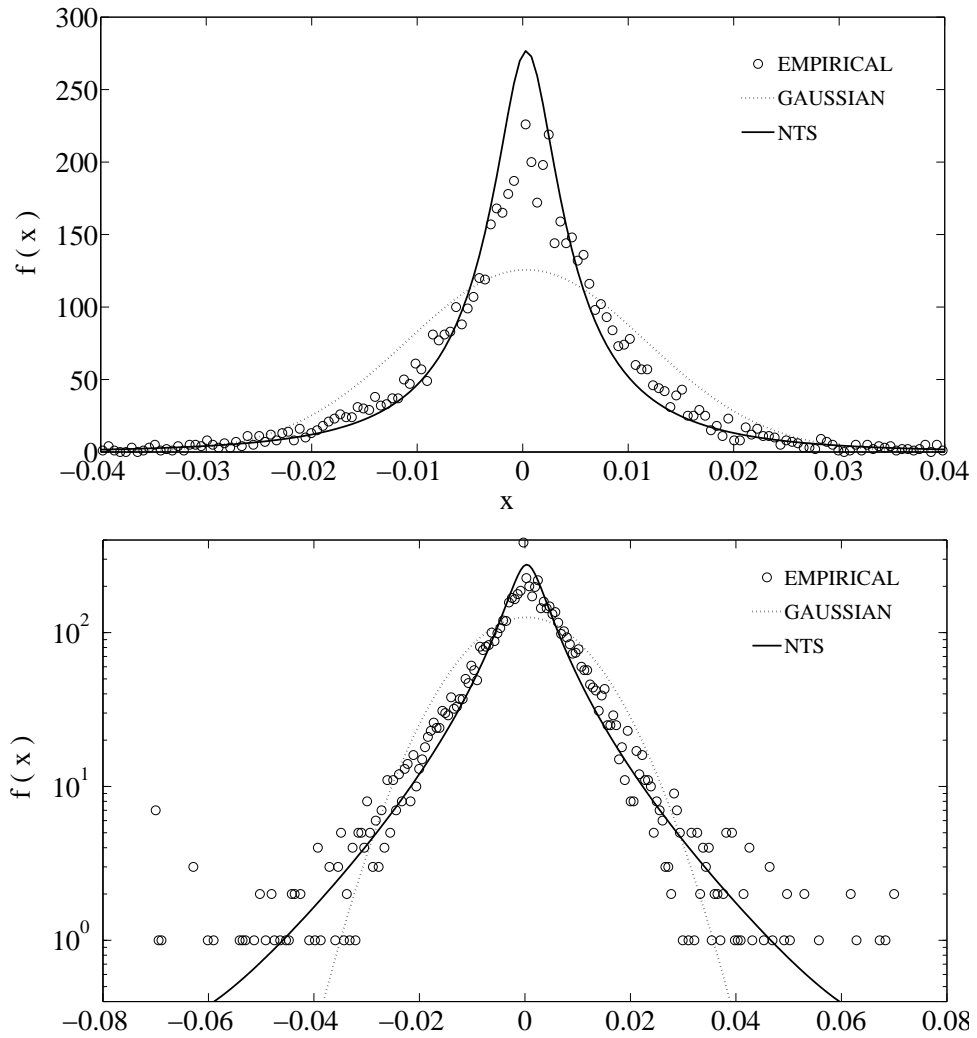 300
250
200
150
100
50
0
f ( x )
EMPIRICAL
GAUSSIAN
NTS
−0.04 −0.03 −0.02 −0.01 0 0.01 0.02 0.03 0.04
x
10^2
10^1
10^0
f ( x )
EMPIRICAL
GAUSSIAN
NTS
−0.08 −0.06 −0.04 −0.02 0 0.02 0.04 0.06 0.08